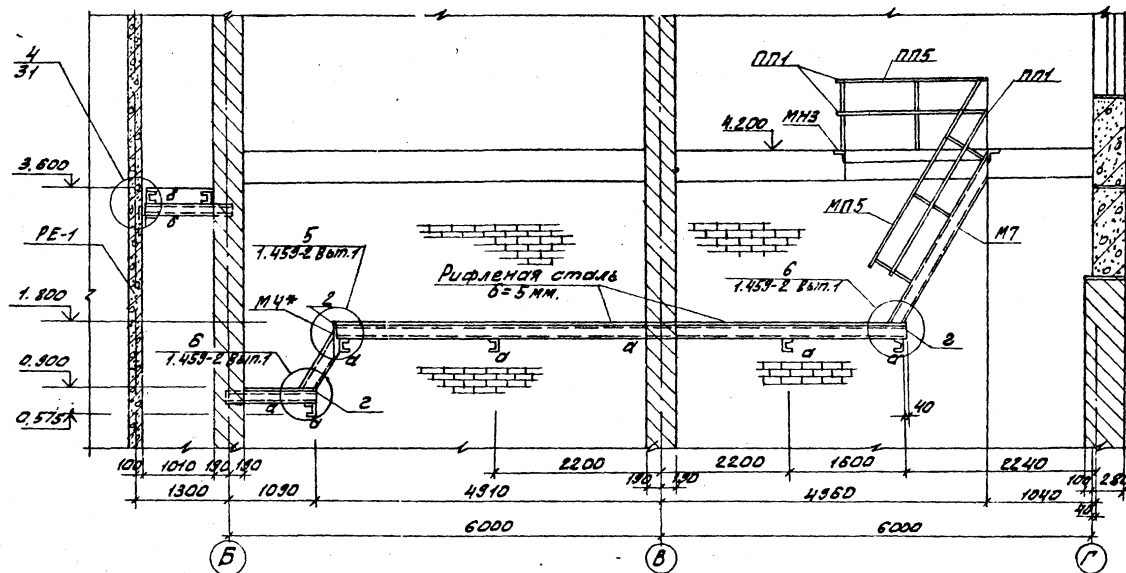 4
31
3.600
РЕ-1
1.800
0.900
0.575
б
б
5
1.459-2 Вып.1
М4*
2
6
1.459-2 Вып.1
а
а
а
г
Рифленая сталь
б=5 мм.
а
а
а
а
ПП1
ПП5
ПП1
4.200
МН3
МП5
М7
6
1.459-2 Вып.1
г
40
100
1010
190
190
2200
190
190
2200
1600
2240
100
280
1300
1090
4910
4960
1040
40
6000
6000
Б
В
Г